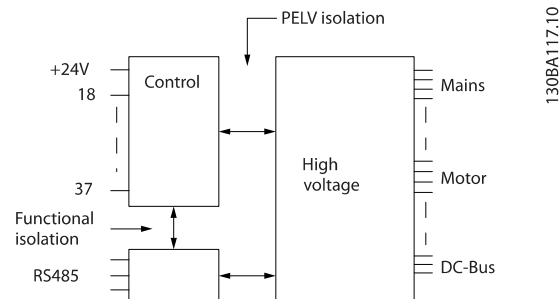 PELV isolation
130BA117.10
+24V
Control
Mains
18
High
voltage
37
Motor
Functional
isolation
RS485
DC-Bus